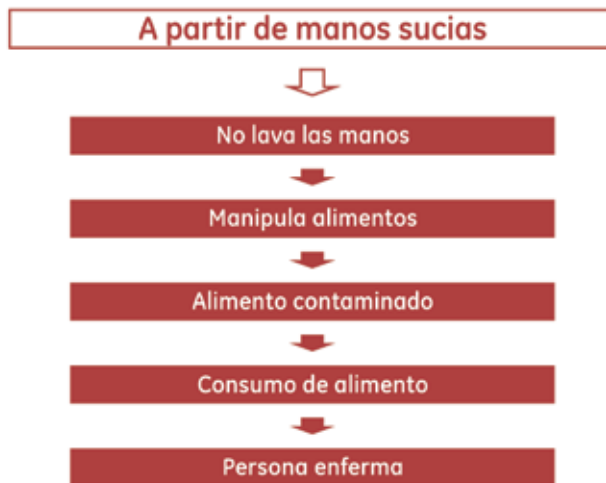 A partir de manos sucias
No lava las manos
Manipula alimentos
Alimento contaminado
Consumo de alimento
Persona enferma